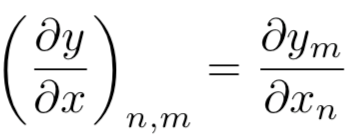 (∂y/∂x)_{n,m} = ∂y_m/∂x_n